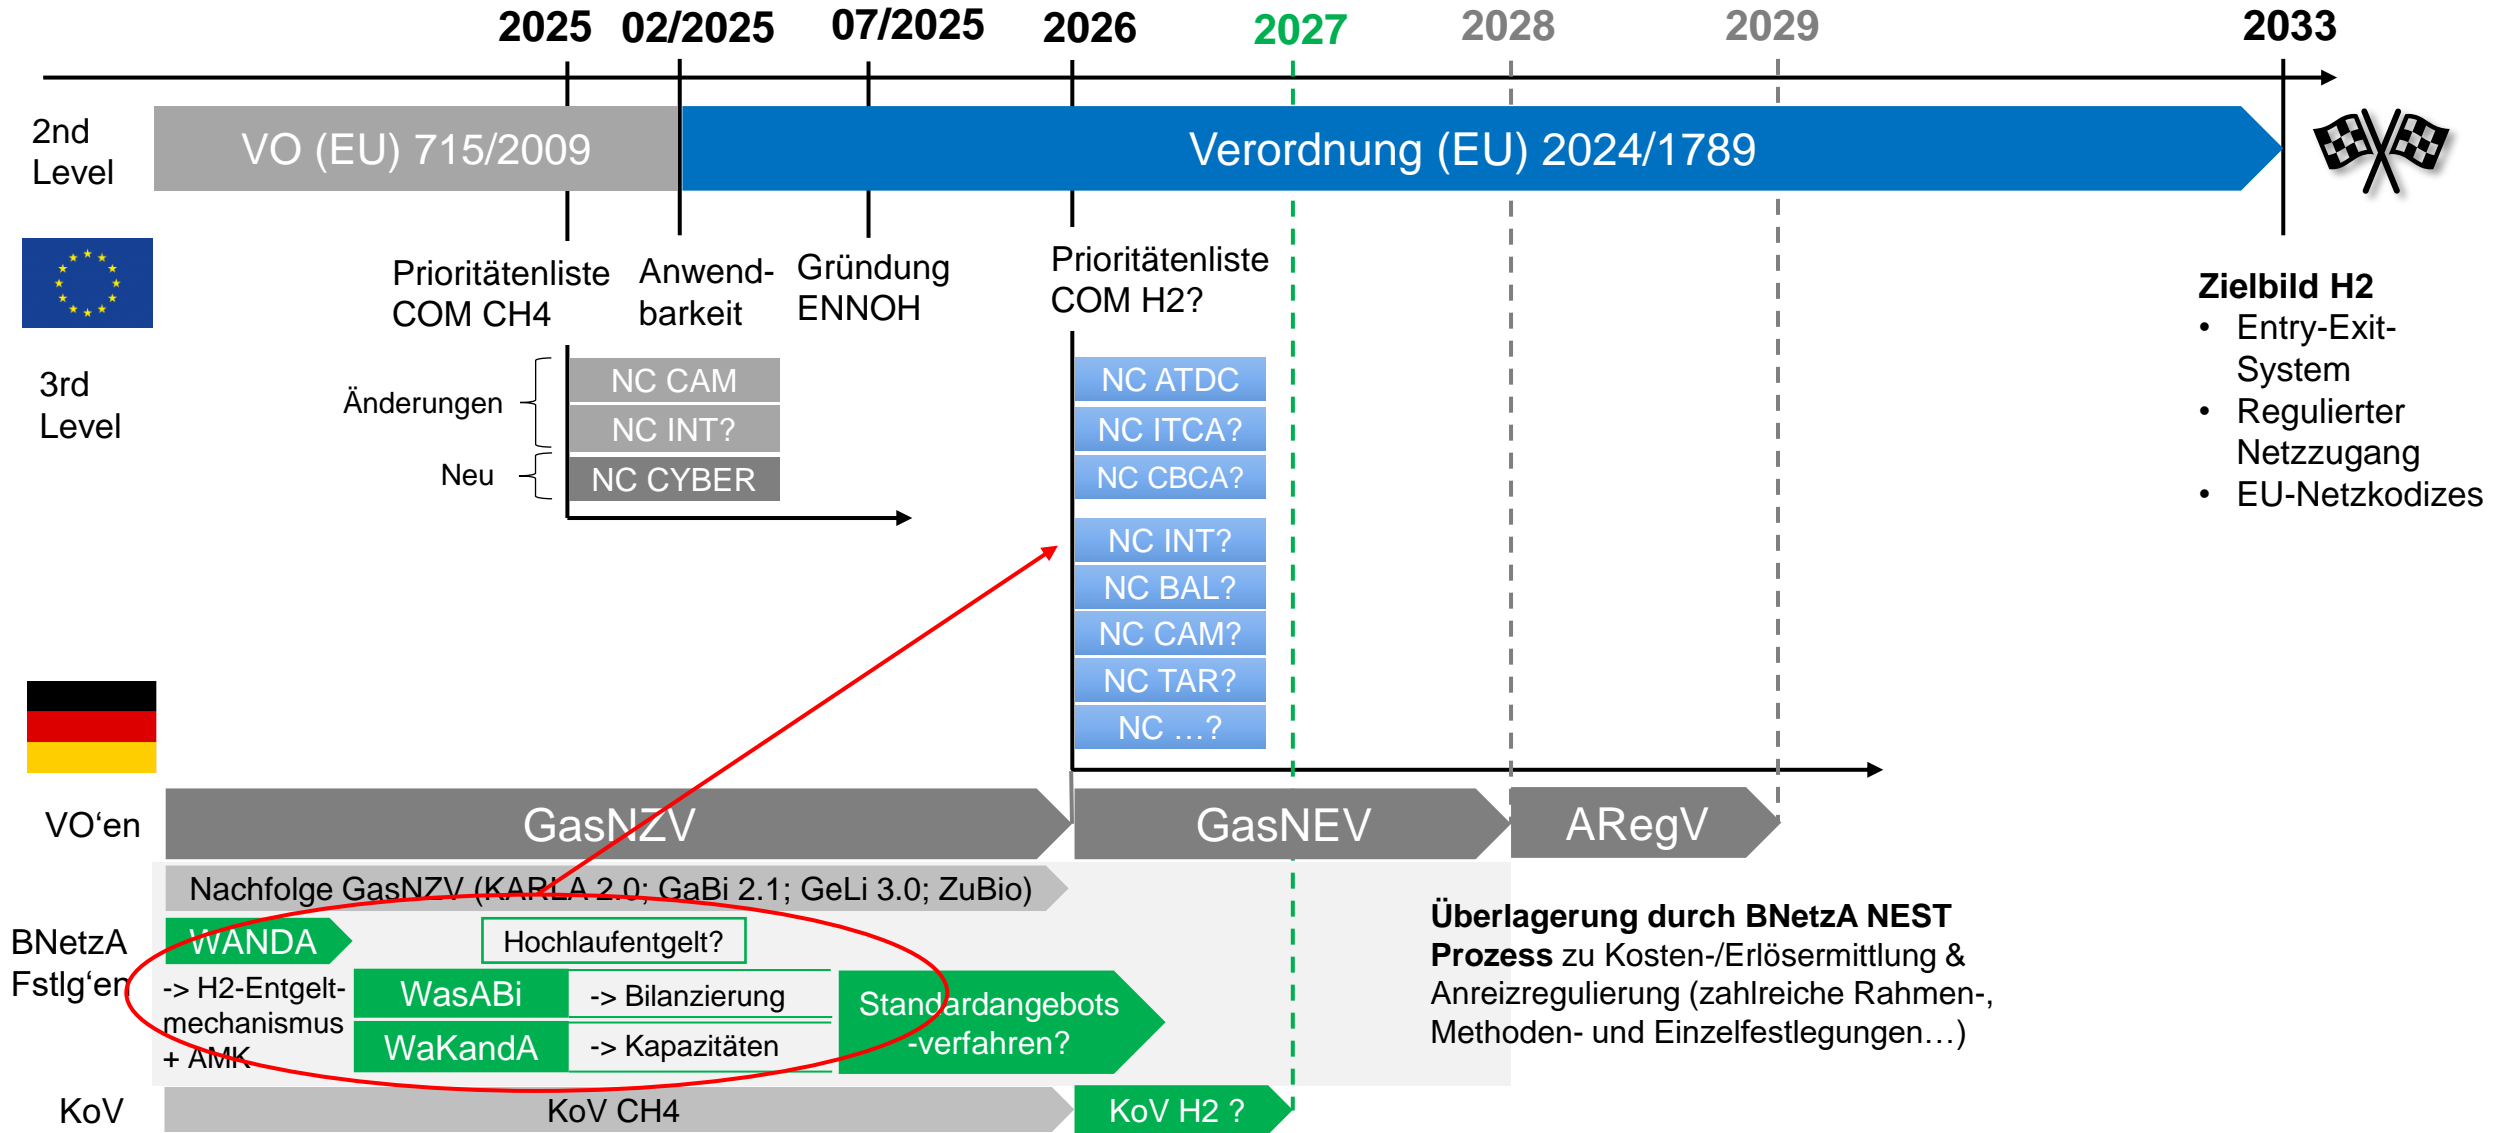 2025 02/2025 07/2025 2026 2027 2028 2029 2033
2nd
Level
VO (EU) 715/2009
Verordnung (EU) 2024/1789
Prioritätenliste
COM CH4
Anwend-
barkeit
Gründung
ENNOH
Prioritätenliste
COM H2?
Zielbild H2
• Entry-Exit-
System
• Regulierter
Netzzugang
• EU-Netzkodizes
3rd
Level
Änderungen
Neu
NC CAM
NC INT?
NC CYBER
NC ATDC
NC ITCA?
NC CBCA?
NC INT?
NC BAL?
NC CAM?
NC TAR?
NC …?
VO‘en
GasNZV
GasNEV
ARegV
Nachfolge GasNZV (KARLA 2.0; GaBi 2.1; GeLi 3.0; ZuBio)
BNetzA
Fstlg‘en
WANDA
Hochlaufentgelt?
-> H2-Entgelt-
mechanismus
+ AMK
WasABi
-> Bilanzierung
WaKandA
-> Kapazitäten
Standardangebots
-verfahren?
Überlagerung durch BNetzA NEST
Prozess zu Kosten-/Erlösermittlung &
Anreizregulierung (zahlreiche Rahmen-,
Methoden- und Einzelfestlegungen…)
KoV
KoV CH4
KoV H2 ?